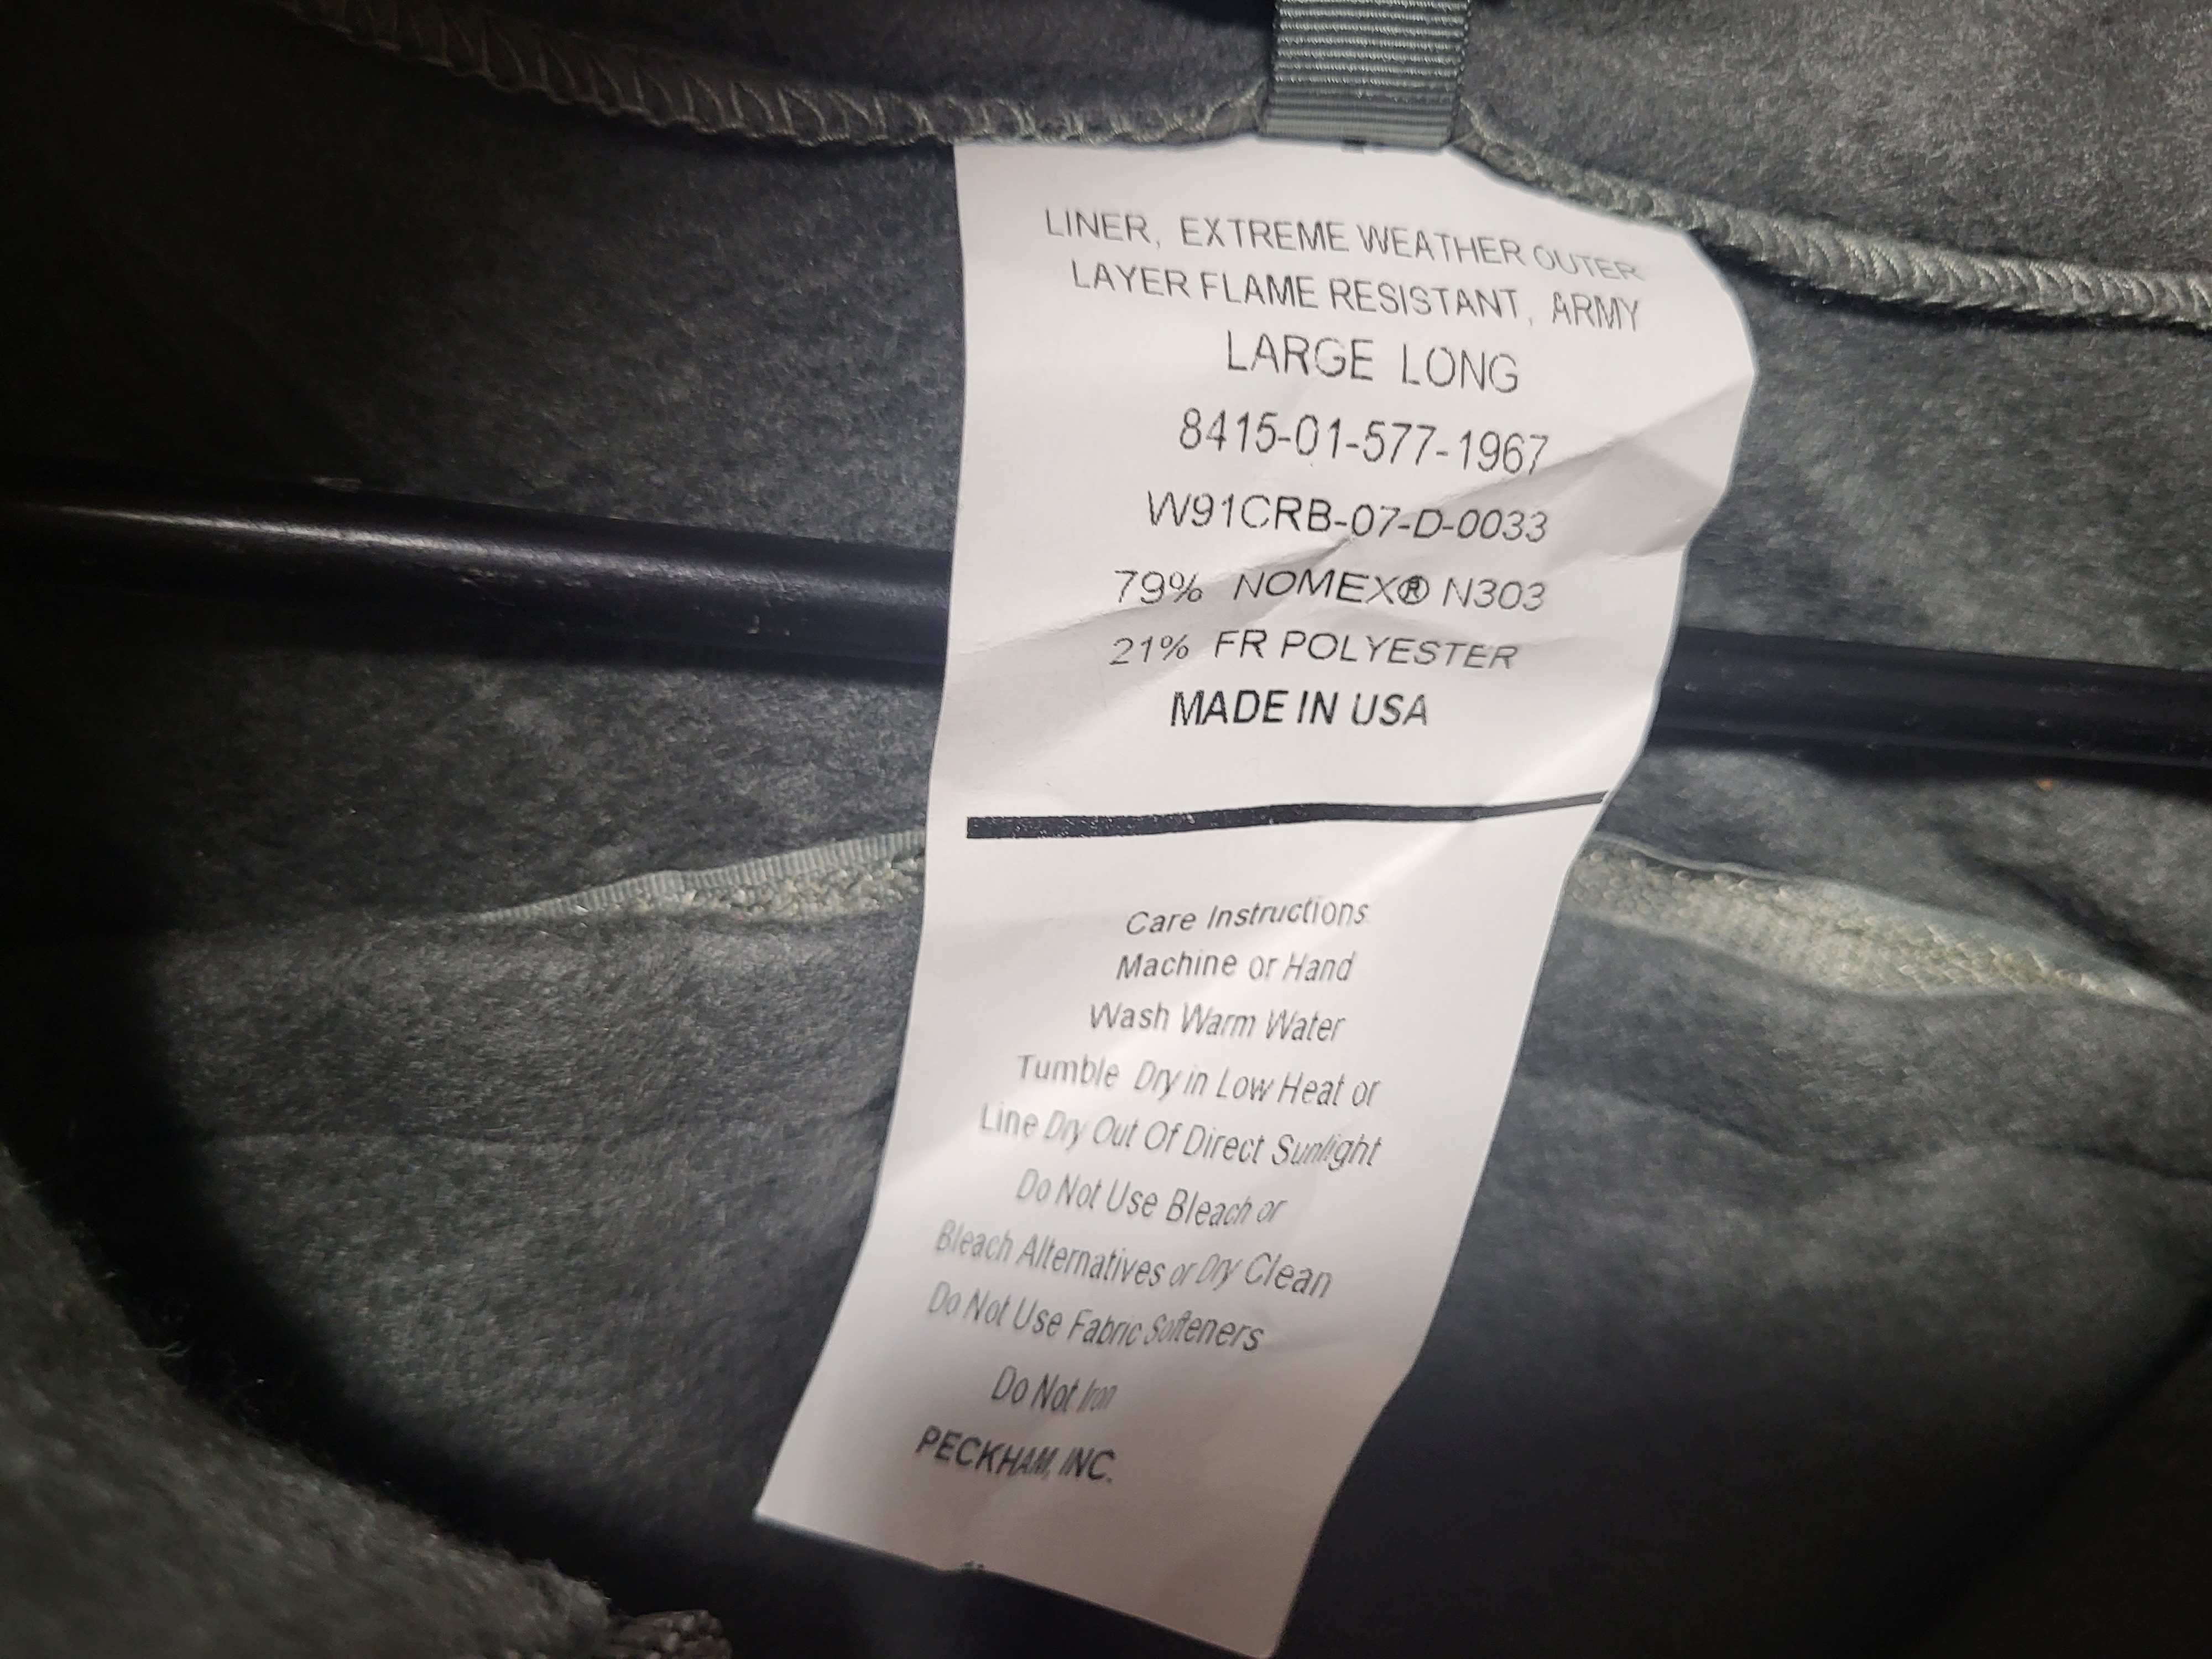 LINER, EXTREME WEATHER OUTER
LAYER FLAME RESISTANT, ARMY
LARGE LONG
8415-01-577-1967
W91CRB-07-D-0033
79% NOMEX® N303
21% FR POLYESTER
MADE IN USA
Care Instructions
Machine or Hand
Wash Warm Water
Tumble Dry in Low Heat or
Line Dry Out Of Direct Sunlight
Do Not Use Bleach or
Bleach Alternatives or Dry Clean
Do Not Use Fabric Softeners
Do Not Iron
PECKHAM, INC.